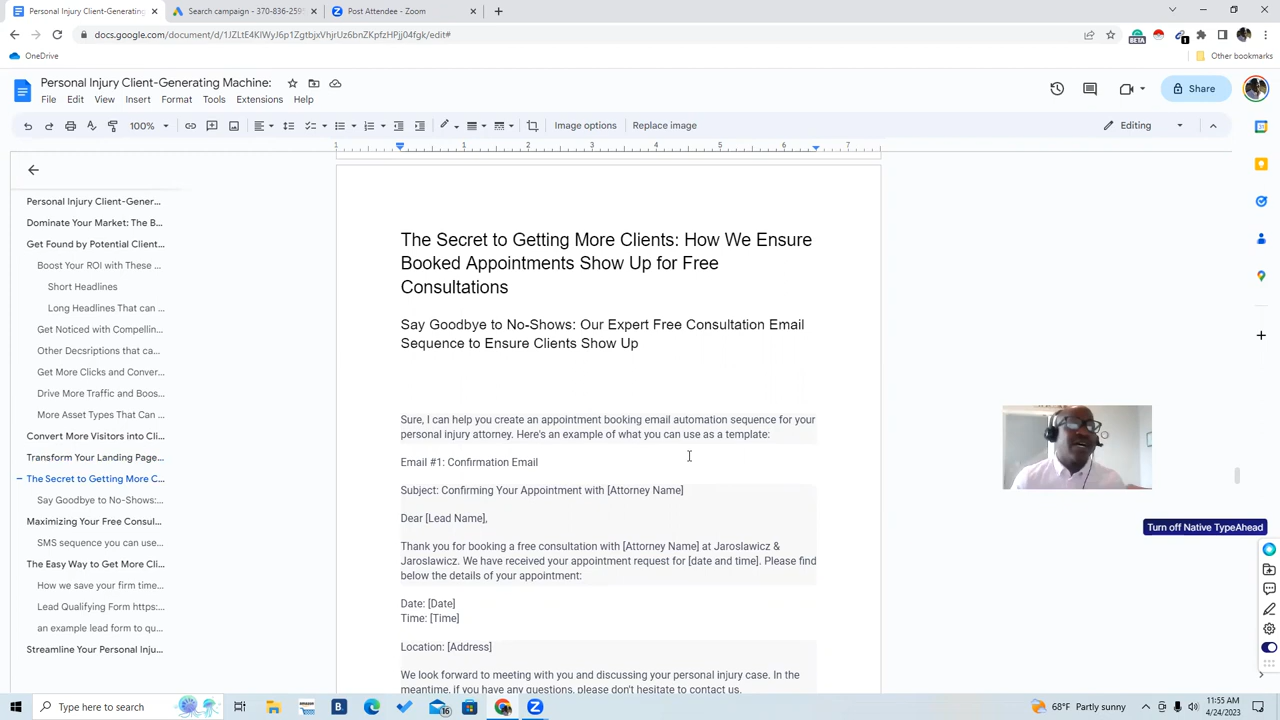 Personal Injury Client-Generating
Search campaign - 370-836-259
Post Attendee - Zoom
docs.google.com/document/d/1JZLtE4KlWyJ6p1ZgtbjxVhjrUz6bnZKpfzHPjj04fgk/edit#
OneDrive
Other bookmarks
Personal Injury Client-Generating Machine:
File Edit View Insert Format Tools Extensions Help
Share
100%
Image options
Replace image
Editing
1 1 2 3 4 5 6 7
Personal Injury Client-Gener...
Dominate Your Market: The B...
Get Found by Potential Client...
Boost Your ROI with These ...
Short Headlines
Long Headlines That can ...
Get Noticed with Compellin...
Other Decsriptions that ca...
Get More Clicks and Conver...
Drive More Traffic and Boos...
More Asset Types That Can ...
Convert More Visitors into Cli...
Transform Your Landing Page...
The Secret to Getting More C...
Say Goodbye to No-Shows:...
Maximizing Your Free Consul...
SMS sequence you can use...
The Easy Way to Get More Cli...
How we save your firm time...
Lead Qualifying Form https:...
an example lead form to qu...
Streamline Your Personal Inju...
The Secret to Getting More Clients: How We Ensure
Booked Appointments Show Up for Free
Consultations
Say Goodbye to No-Shows: Our Expert Free Consultation Email
Sequence to Ensure Clients Show Up
Sure, I can help you create an appointment booking email automation sequence for your
personal injury attorney. Here's an example of what you can use as a template:
Email #1: Confirmation Email
Subject: Confirming Your Appointment with [Attorney Name]
Dear [Lead Name],
Thank you for booking a free consultation with [Attorney Name] at Jaroslawicz &
Jaroslawicz. We have received your appointment request for [date and time]. Please find
below the details of your appointment:
Date: [Date]
Time: [Time]
Location: [Address]
We look forward to meeting with you and discussing your personal injury case. In the
meantime, if you have any questions, please don't hesitate to contact us.
Turn off Native TypeAhead
Type here to search
68°F Partly sunny
11:55 AM
4/24/2023